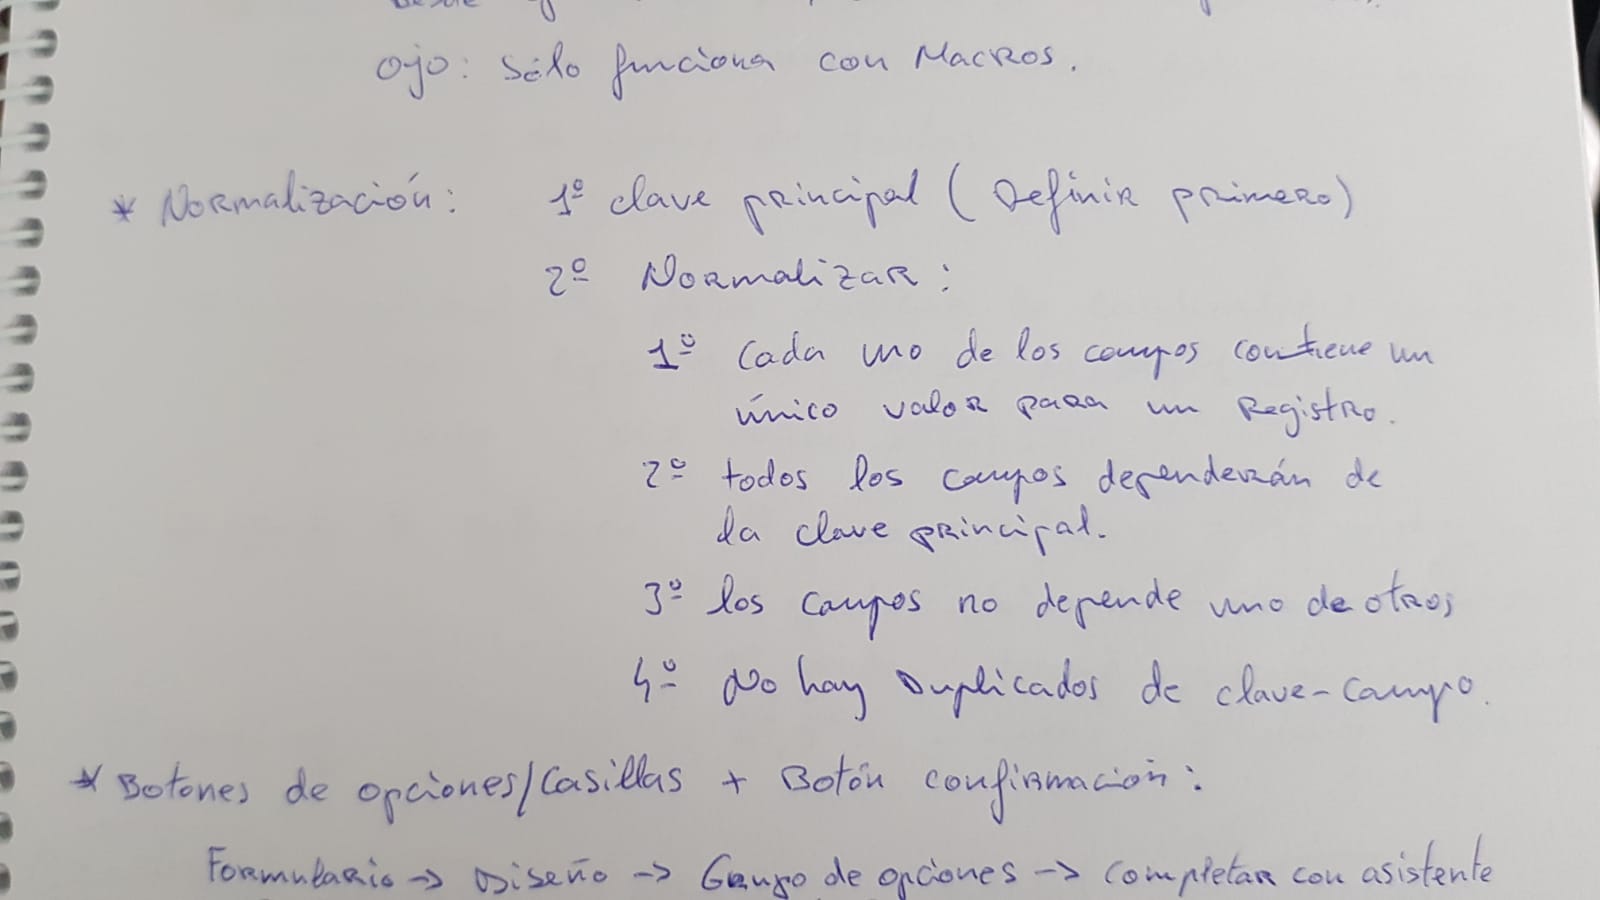 Desde
Ojo: Sólo funciona con Macros.
* Normalización: 1º clave principal (Definir primero)
2º Normalizar:
1º Cada uno de los campos contiene un
único valor para un Registro.
2º todos los campos dependerán de
la clave principal.
3º los campos no depende uno de otros
4º No hay Duplicados de clave-campo.
* Botones de opciones/Casillas + Botón confirmación:
Formulario -> Diseño -> Grupo de opciones -> Completar con asistente